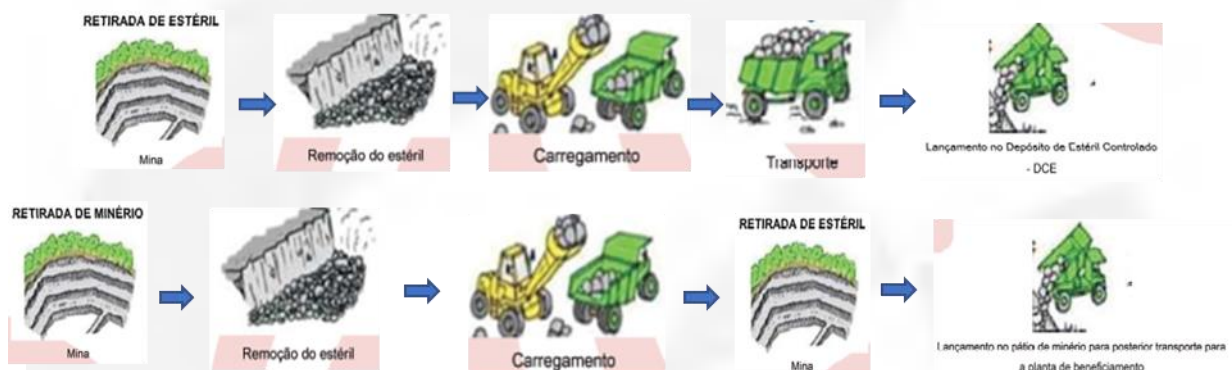 RETIRADA DE ESTÉRIL
Mina
Remoção do estéril
Carregamento
Transporte
Lançamento no Depósito de Estéril Controlado
- DCE
RETIRADA DE MINÉRIO
Mina
Remoção do estéril
Carregamento
RETIRADA DE ESTÉRIL
Mina
Lançamento no pátio de minério para posterior transporte para
a planta de beneficiamento